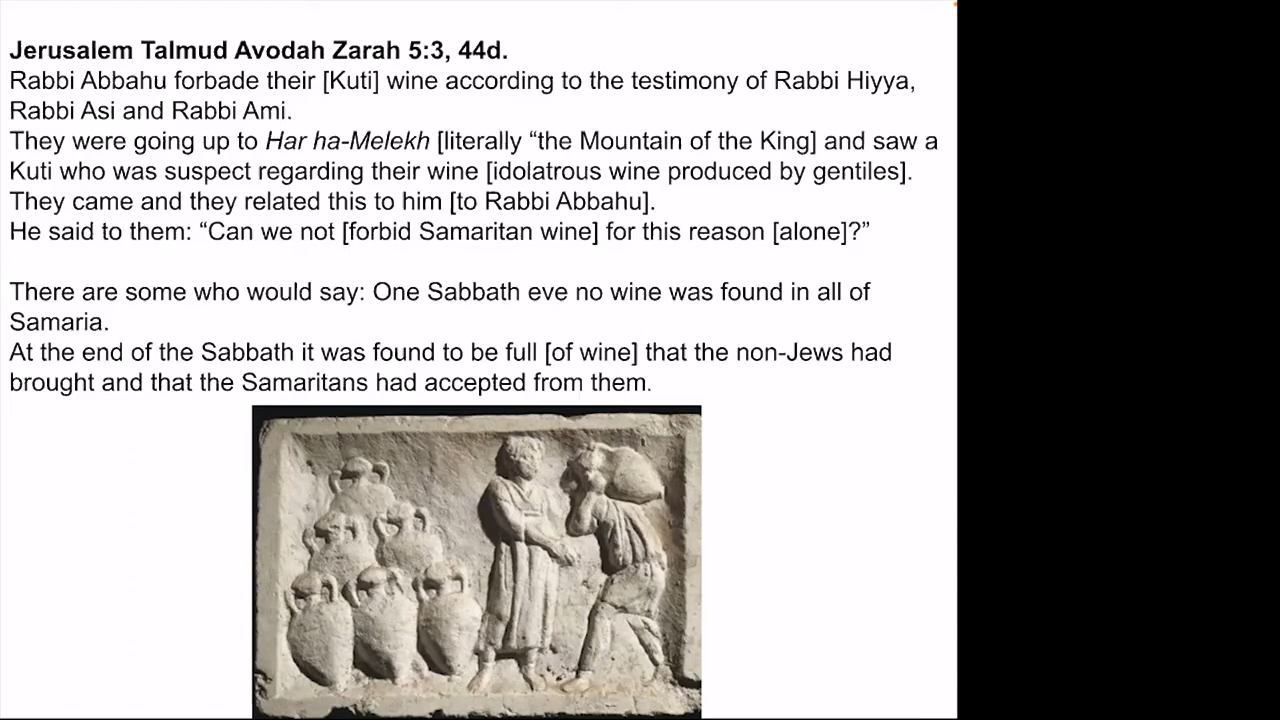 Jerusalem Talmud Avodah Zarah 5:3, 44d.
Rabbi Abbahu forbade their [Kuti] wine according to the testimony of Rabbi Hiyya,
Rabbi Asi and Rabbi Ami.
They were going up to Har ha-Melekh [literally “the Mountain of the King] and saw a
Kuti who was suspect regarding their wine [idolatrous wine produced by gentiles].
They came and they related this to him [to Rabbi Abbahu].
He said to them: “Can we not [forbid Samaritan wine] for this reason [alone]?”
There are some who would say: One Sabbath eve no wine was found in all of
Samaria.
At the end of the Sabbath it was found to be full [of wine] that the non-Jews had
brought and that the Samaritans had accepted from them.